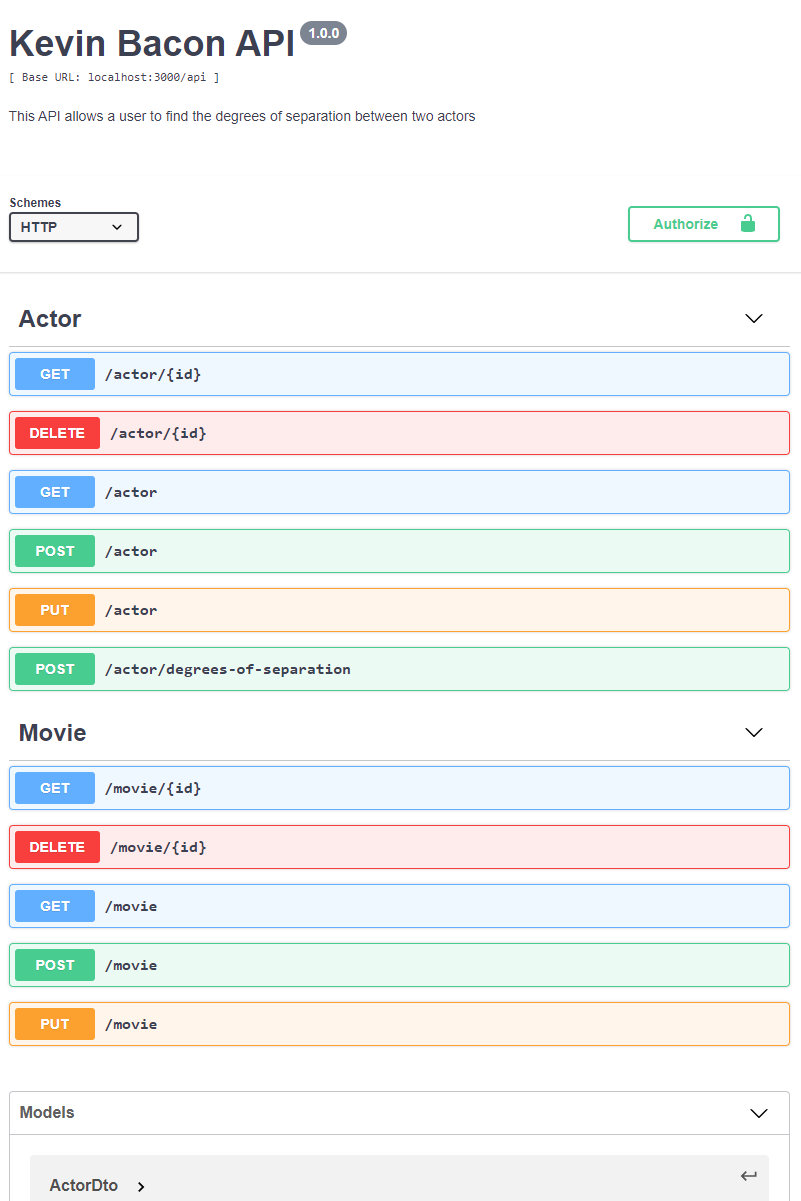 Kevin Bacon API 1.0.0
[ Base URL: localhost:3000/api ]
This API allows a user to find the degrees of separation between two actors
Schemes
HTTP
Authorize
Actor
GET /actor/{id}
DELETE /actor/{id}
GET /actor
POST /actor
PUT /actor
POST /actor/degrees-of-separation
Movie
GET /movie/{id}
DELETE /movie/{id}
GET /movie
POST /movie
PUT /movie
Models
ActorDto